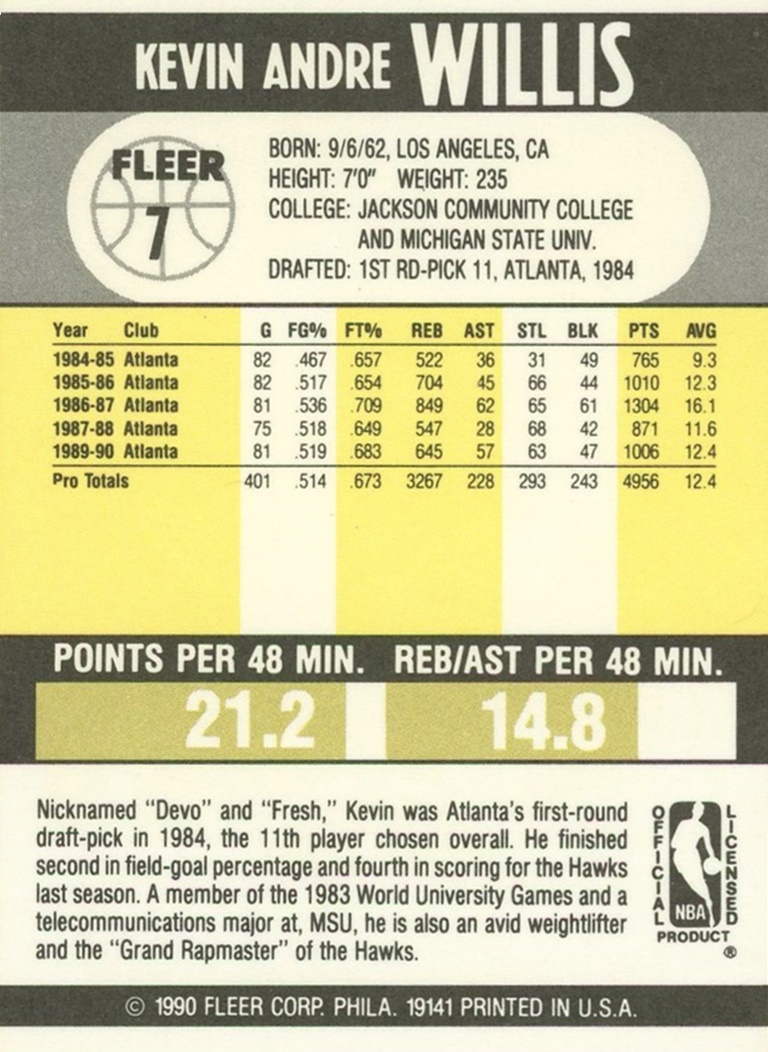 KEVIN ANDRE WILLIS
FLEER
7
BORN: 9/6/62, LOS ANGELES, CA
HEIGHT: 7'0" WEIGHT: 235
COLLEGE: JACKSON COMMUNITY COLLEGE
AND MICHIGAN STATE UNIV.
DRAFTED: 1ST RD-PICK 11, ATLANTA, 1984
Year Club G FG% FT% REB AST STL BLK PTS AVG
1984-85 Atlanta 82 .467 .657 522 36 31 49 765 9.3
1985-86 Atlanta 82 .517 .654 704 45 66 44 1010 12.3
1986-87 Atlanta 81 .536 .709 849 62 65 61 1304 16.1
1987-88 Atlanta 75 .518 .649 547 28 68 42 871 11.6
1989-90 Atlanta 81 .519 .683 645 57 63 47 1006 12.4
Pro Totals 401 .514 .673 3267 228 293 243 4956 12.4
POINTS PER 48 MIN. REB/AST PER 48 MIN.
21.2 14.8
Nicknamed "Devo" and "Fresh," Kevin was Atlanta's first-round
draft-pick in 1984, the 11th player chosen overall. He finished
second in field-goal percentage and fourth in scoring for the Hawks
last season. A member of the 1983 World University Games and a
telecommunications major at, MSU, he is also an avid weightlifter
and the "Grand Rapmaster" of the Hawks.
OFFICIAL
LICENSED
NBA
PRODUCT
®
© 1990 FLEER CORP. PHILA. 19141 PRINTED IN U.S.A.